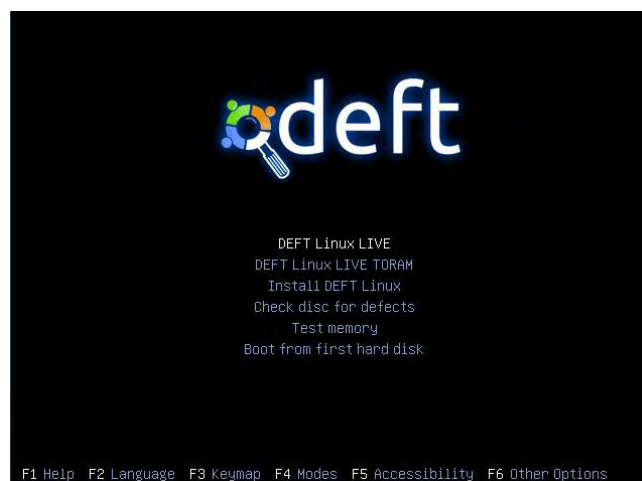 deft
DEFT Linux LIVE
DEFT Linux LIVE TORAM
Install DEFT Linux
Check disc for defects
Test memory
Boot from first hard disk
F1 Help F2 Language F3 Keymap F4 Modes F5 Accessibility F6 Other Options